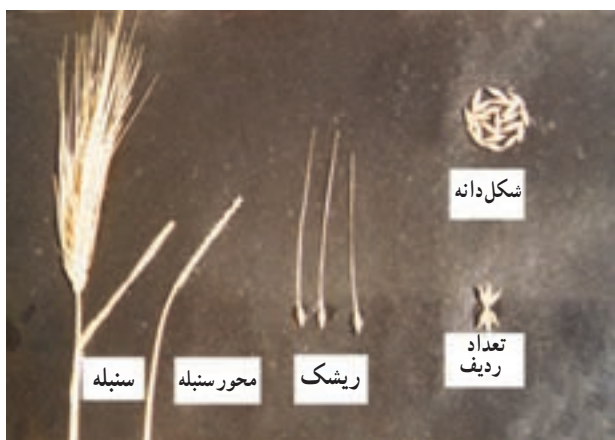 شکل دانه
تعداد
ردیف
ریشک
محور سنبله
سنبله